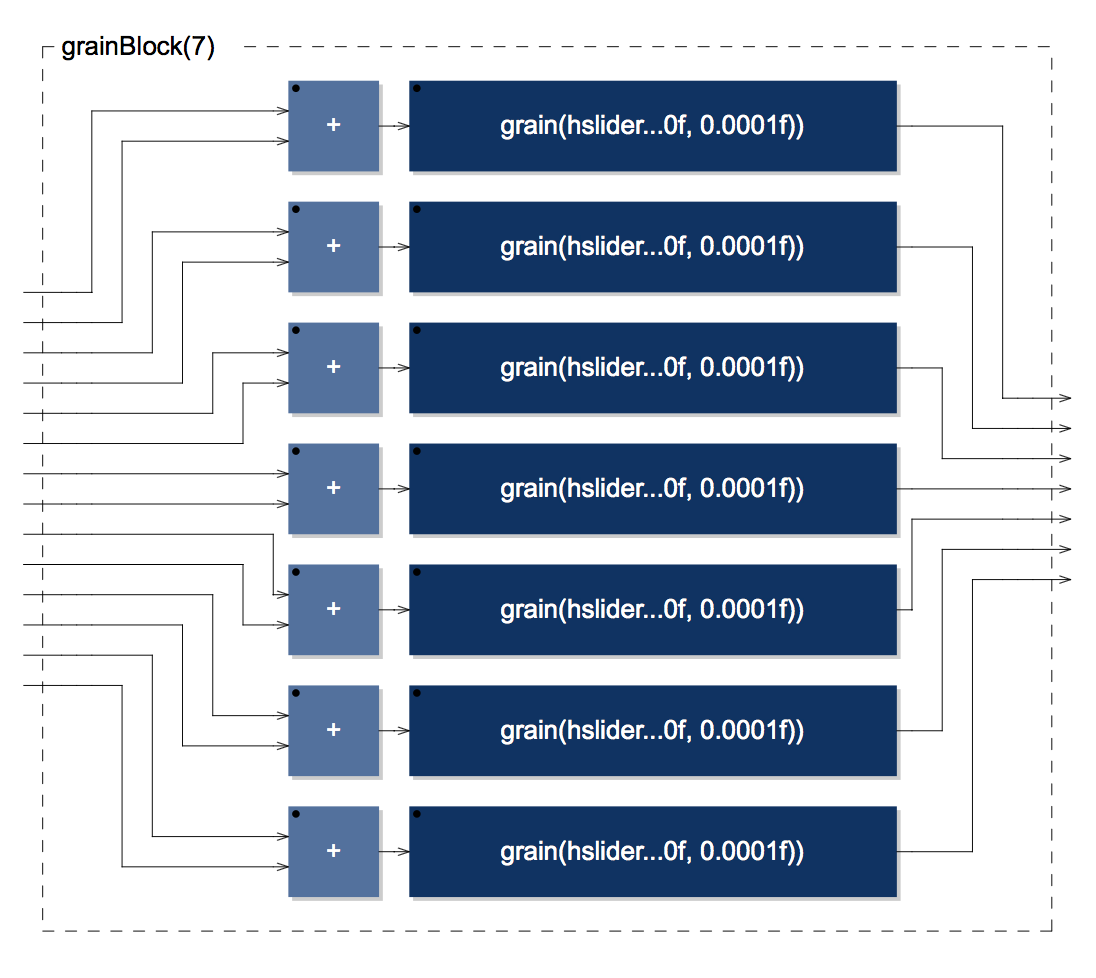 grainBlock(7)
+ grain(hslider...0f, 0.0001f))
+ grain(hslider...0f, 0.0001f))
+ grain(hslider...0f, 0.0001f))
+ grain(hslider...0f, 0.0001f))
+ grain(hslider...0f, 0.0001f))
+ grain(hslider...0f, 0.0001f))
+ grain(hslider...0f, 0.0001f))